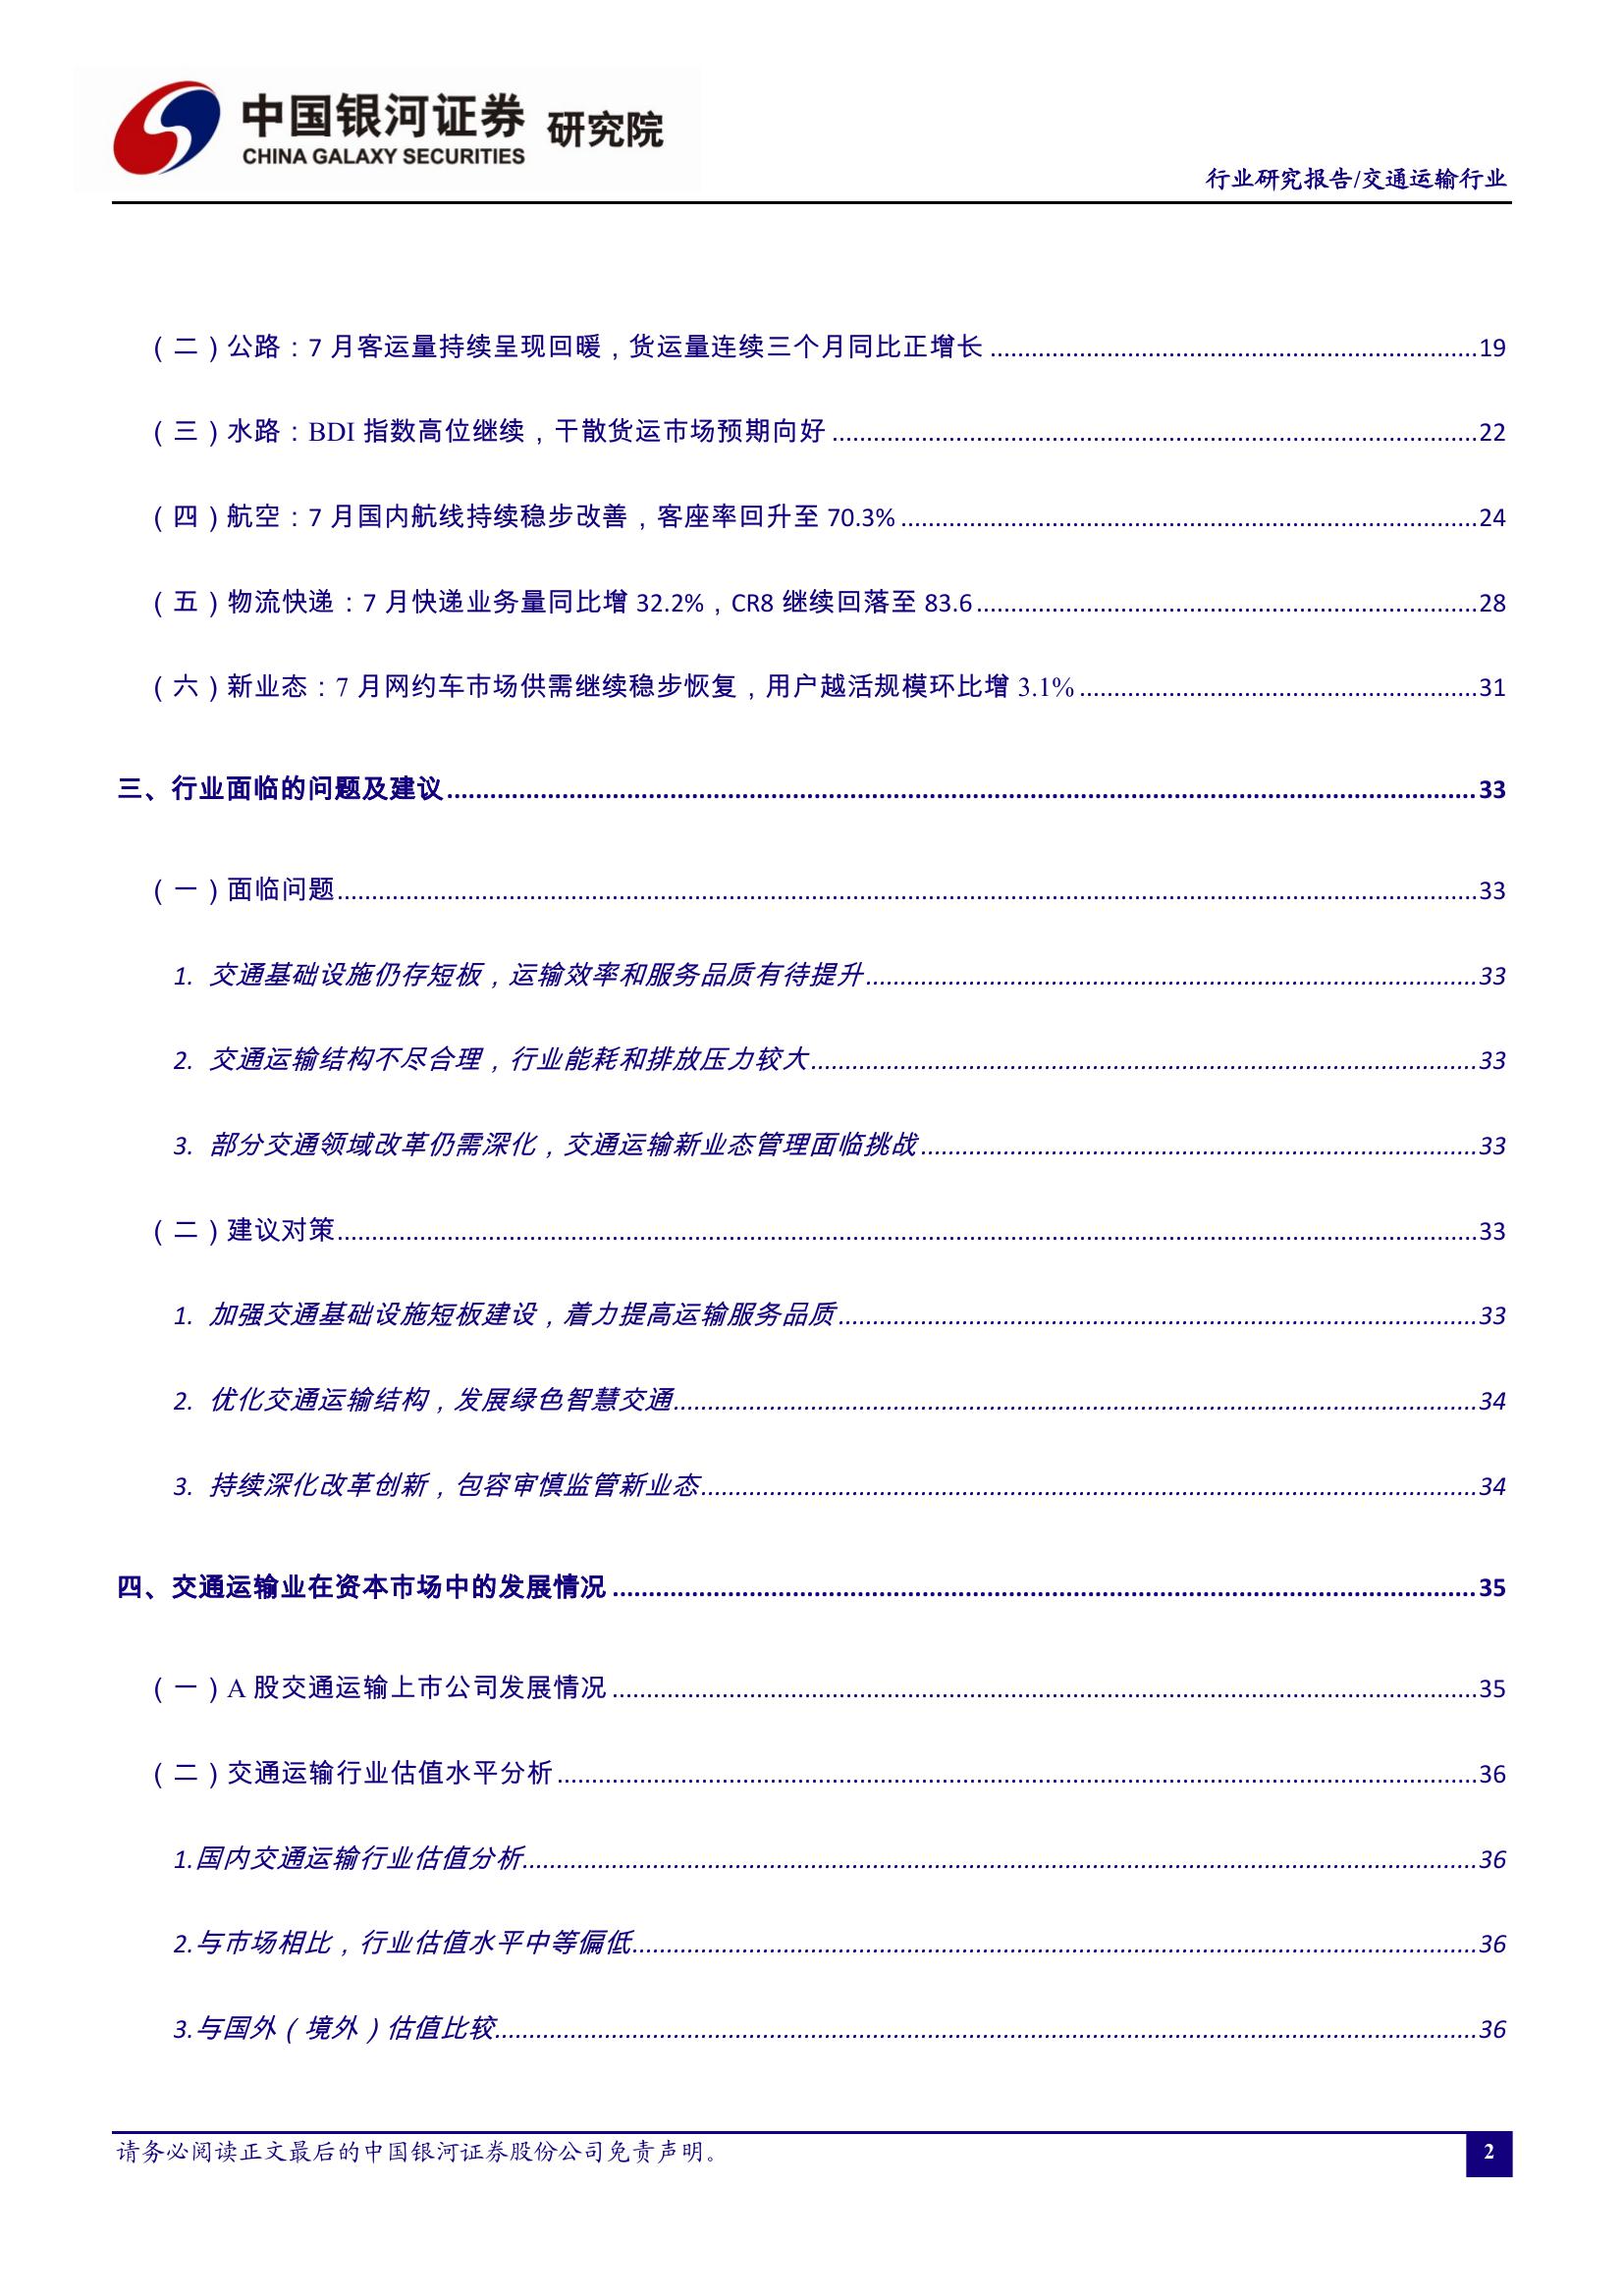 中国银河证券 研究院
CHINA GALAXY SECURITIES
行业研究报告/交通运输行业
（二）公路：7 月客运量持续呈现回暖，货运量连续三个月同比正增长 ........ 19
（三）水路：BDI 指数高位继续，干散货运市场预期向好 ........ 22
（四）航空：7 月国内航线持续稳步改善，客座率回升至 70.3% ........ 24
（五）物流快递：7 月快递业务量同比增 32.2%，CR8 继续回落至 83.6 ........ 28
（六）新业态：7 月网约车市场供需继续稳步恢复，用户越活规模环比增 3.1% ........ 31
三、行业面临的问题及建议 ........ 33
（一）面临问题 ........ 33
1. 交通基础设施仍存短板，运输效率和服务品质有待提升 ........ 33
2. 交通运输结构不尽合理，行业能耗和排放压力较大 ........ 33
3. 部分交通领域改革仍需深化，交通运输新业态管理面临挑战 ........ 33
（二）建议对策 ........ 33
1. 加强交通基础设施短板建设，着力提高运输服务品质 ........ 33
2. 优化交通运输结构，发展绿色智慧交通 ........ 34
3. 持续深化改革创新，包容审慎监管新业态 ........ 34
四、交通运输业在资本市场中的发展情况 ........ 35
（一）A 股交通运输上市公司发展情况 ........ 35
（二）交通运输行业估值水平分析 ........ 36
1.国内交通运输行业估值分析 ........ 36
2.与市场相比，行业估值水平中等偏低 ........ 36
3.与国外（境外）估值比较 ........ 36
请务必阅读正文最后的中国银河证券股份公司免责声明。
2